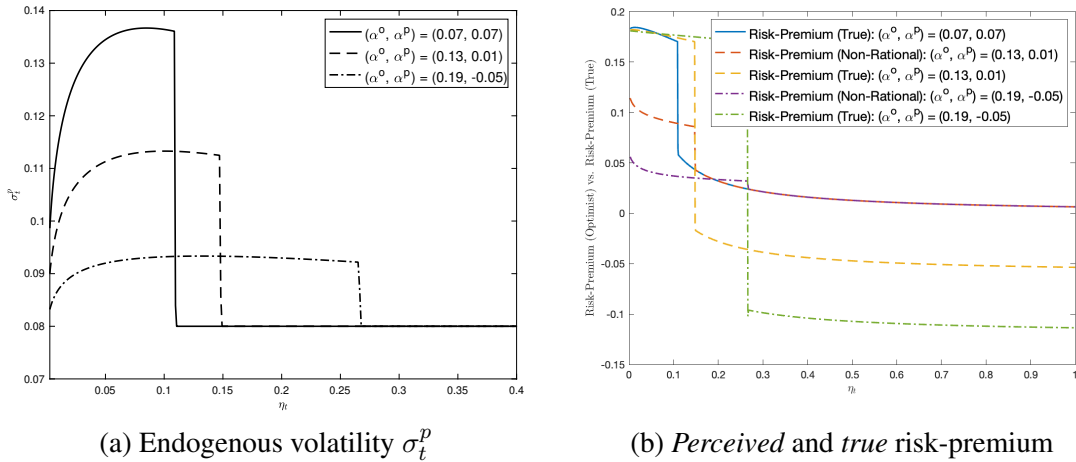 0.14
0.13
0.12
0.11
0.1
0.09
0.08
0.07
σ_t^p
0.05 0.1 0.15 0.2 0.25 0.3 0.35 0.4
η_t
(α^o, α^p) = (0.07, 0.07)
(α^o, α^p) = (0.13, 0.01)
(α^o, α^p) = (0.19, -0.05)
(a) Endogenous volatility σ_t^p
0.2
0.15
0.1
0.05
0
-0.05
-0.1
-0.15
Risk-Premium (Optimist) vs. Risk-Premium (True)
0 0.1 0.2 0.3 0.4 0.5 0.6 0.7 0.8 0.9 1
η_t
Risk-Premium (True): (α^o, α^p) = (0.07, 0.07)
Risk-Premium (Non-Rational): (α^o, α^p) = (0.13, 0.01)
Risk-Premium (True): (α^o, α^p) = (0.13, 0.01)
Risk-Premium (Non-Rational): (α^o, α^p) = (0.19, -0.05)
Risk-Premium (True): (α^o, α^p) = (0.19, -0.05)
(b) Perceived and true risk-premium